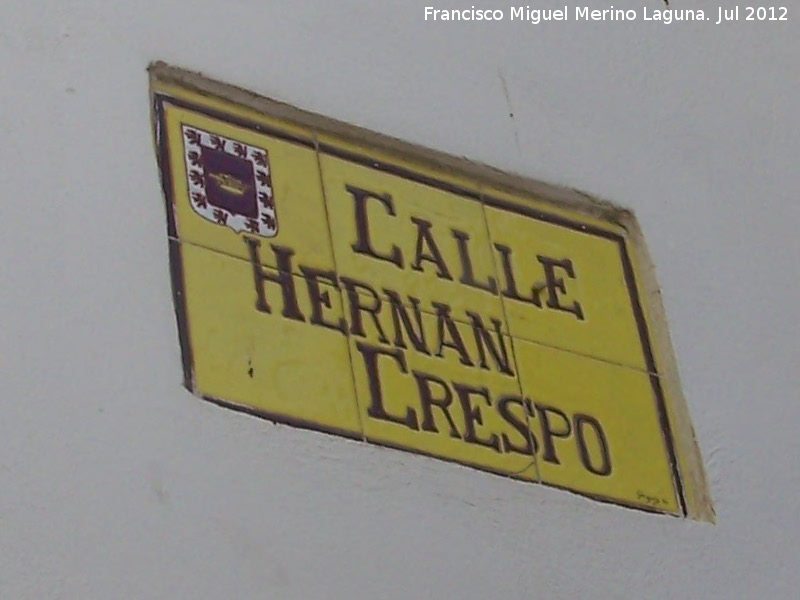 Francisco Miguel Merino Laguna. Jul 2012
CALLE
HERNAN
CRESPO